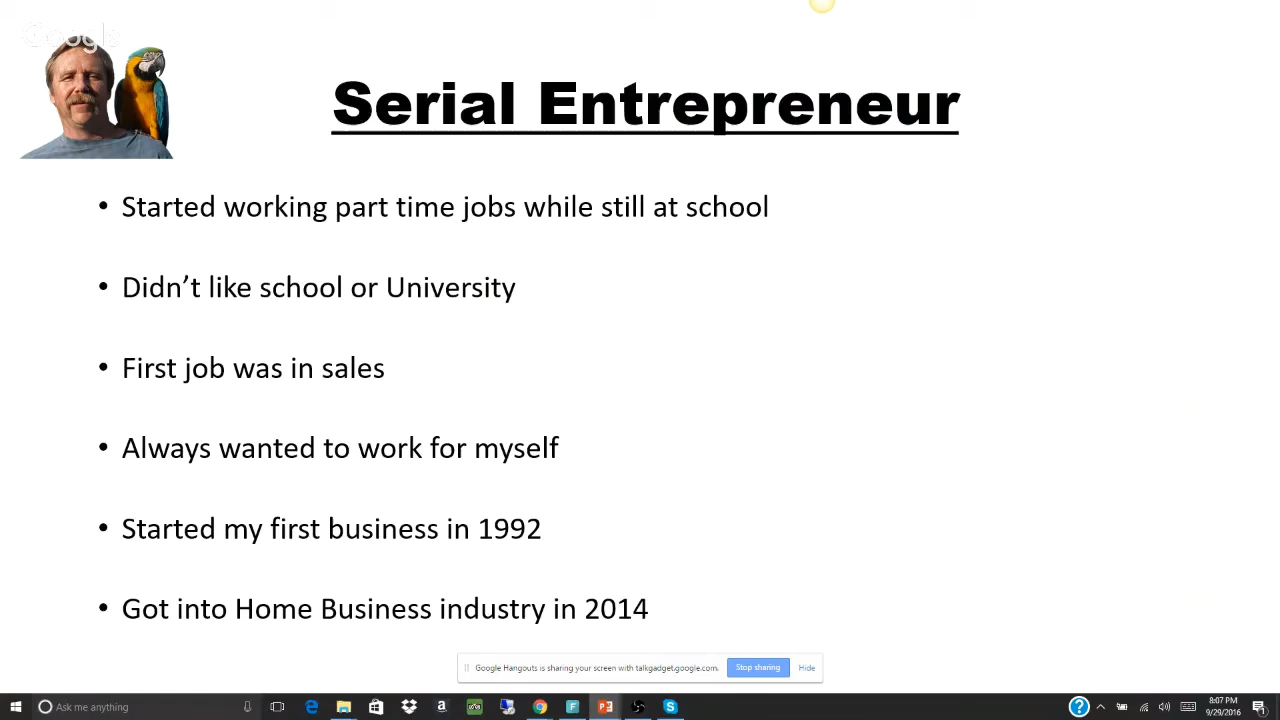 Google
Serial Entrepreneur
• Started working part time jobs while still at school
• Didn’t like school or University
• First job was in sales
• Always wanted to work for myself
• Started my first business in 1992
• Got into Home Business industry in 2014
Google Hangouts is sharing your screen with talkgadget.google.com. Stop sharing Hide
Ask me anything
8:07 PM
9/29/2016